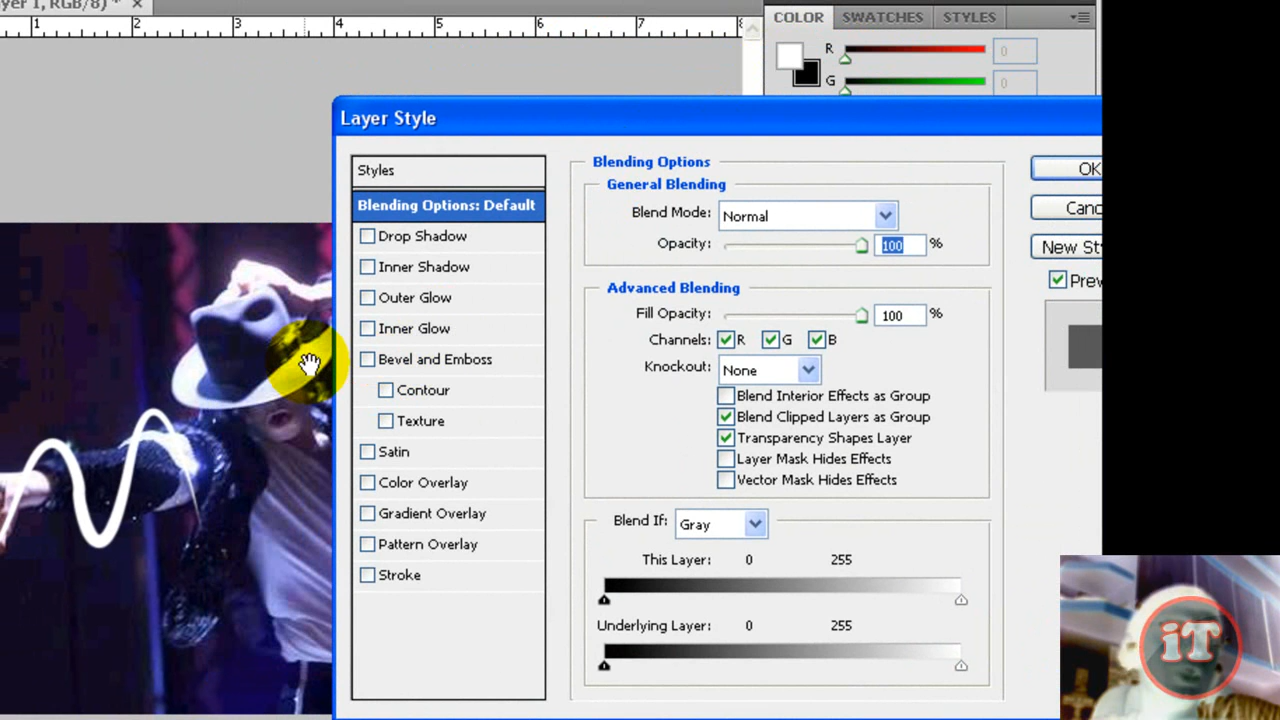 ayer 1, RGB/8) * ×
1 2 3 4 5 6 7 8
COLOR SWATCHES STYLES
R 0
G 0
Layer Style
Styles
Blending Options: Default
Drop Shadow
Inner Shadow
Outer Glow
Inner Glow
Bevel and Emboss
Contour
Texture
Satin
Color Overlay
Gradient Overlay
Pattern Overlay
Stroke
Blending Options
General Blending
Blend Mode: Normal
Opacity: 100 %
Advanced Blending
Fill Opacity: 100 %
Channels: R G B
Knockout: None
Blend Interior Effects as Group
Blend Clipped Layers as Group
Transparency Shapes Layer
Layer Mask Hides Effects
Vector Mask Hides Effects
Blend If: Gray
This Layer: 0 255
Underlying Layer: 0 255
OK
Canc
New St
Prev
iT